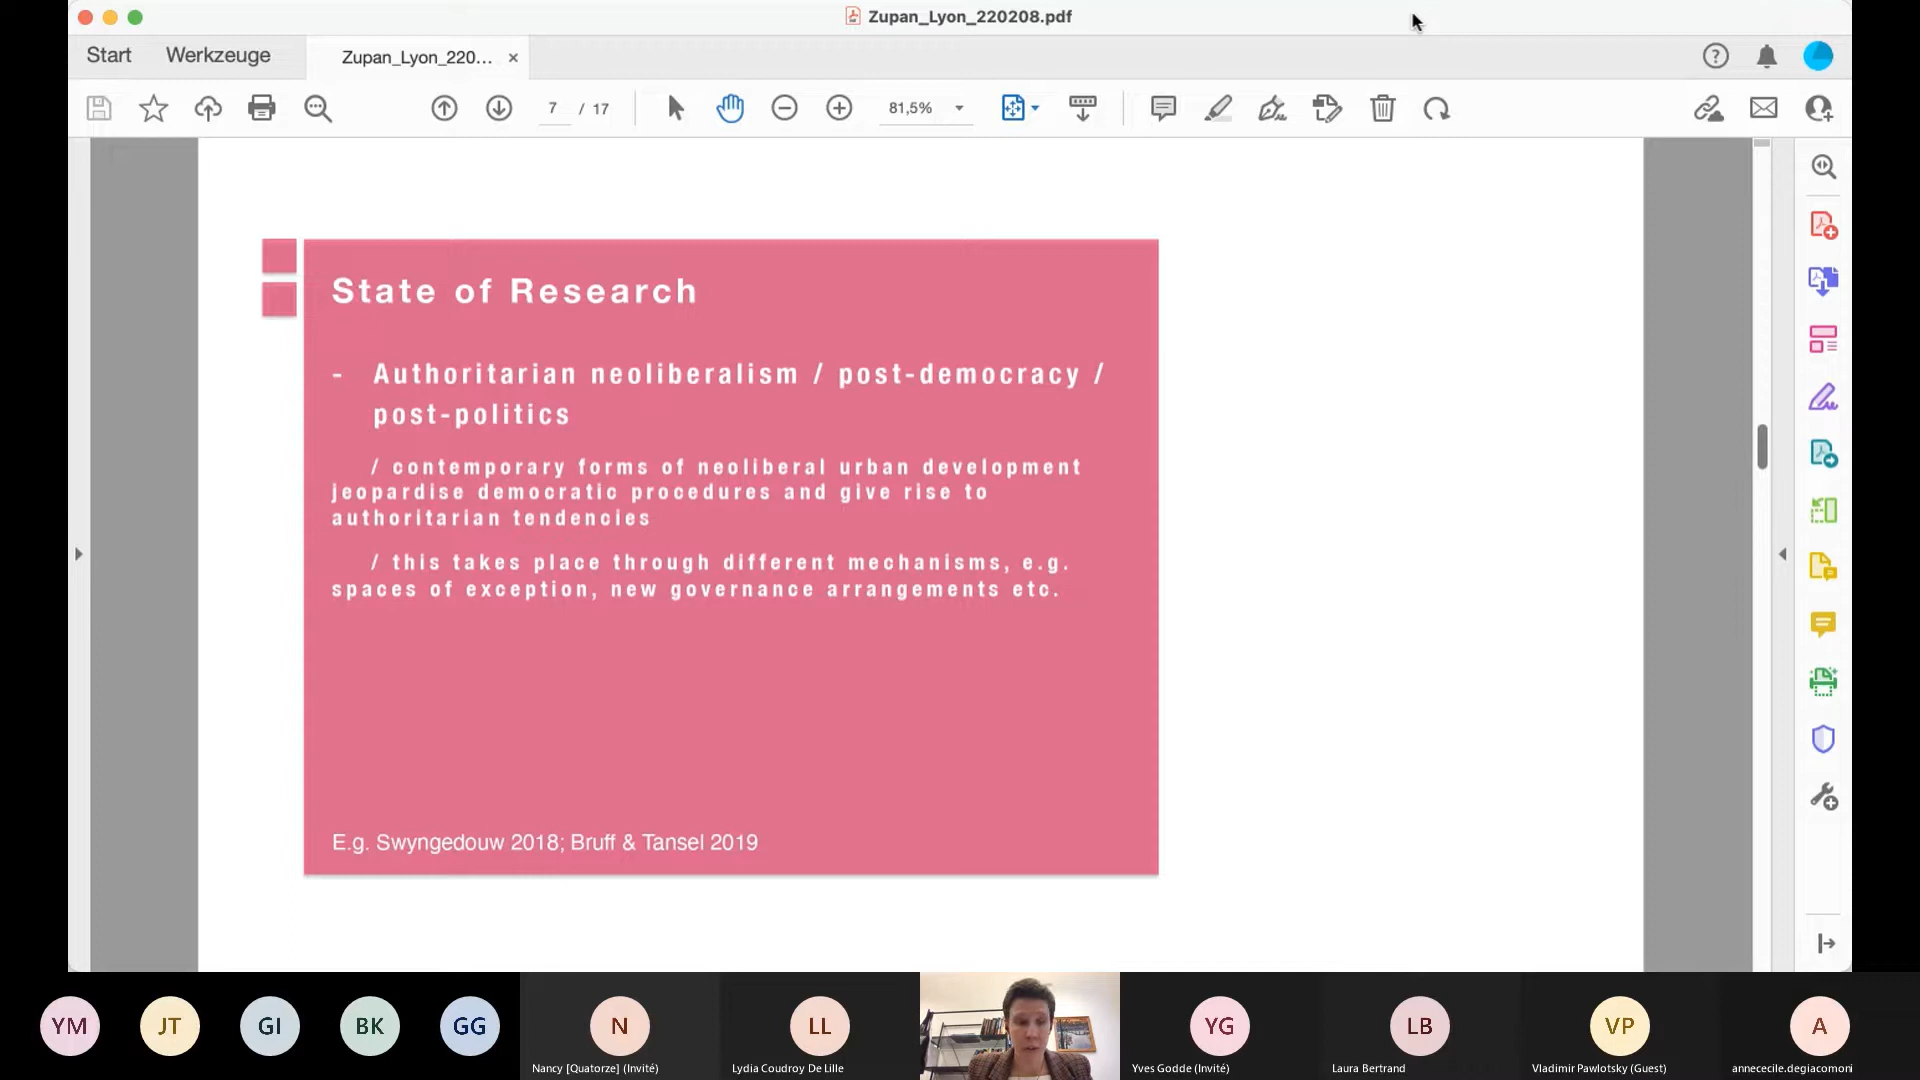 Zupan_Lyon_220208.pdf
Start
Werkzeuge
Zupan_Lyon_220...
7 / 17
81,5%
State of Research
- Authoritarian neoliberalism / post-democracy /
post-politics
/ contemporary forms of neoliberal urban development
jeopardise democratic procedures and give rise to
authoritarian tendencies
/ this takes place through different mechanisms, e.g.
spaces of exception, new governance arrangements etc.
E.g. Swyngedouw 2018; Bruff & Tansel 2019
YM
JT
GI
BK
GG
N
LL
YG
LB
VP
A
Nancy [Quatorze] (Invité)
Lydia Coudroy De Lille
Yves Godde (Invité)
Laura Bertrand
Vladimir Pawlotsky (Guest)
annececile.degiacomoni